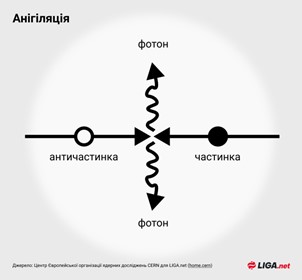 Анігіляція
фотон
античастинка
частинка
фотон
Джерело: Центр Європейської організації ядерних досліджень CERN для LIGA.net (home.cern)
LIGA.net